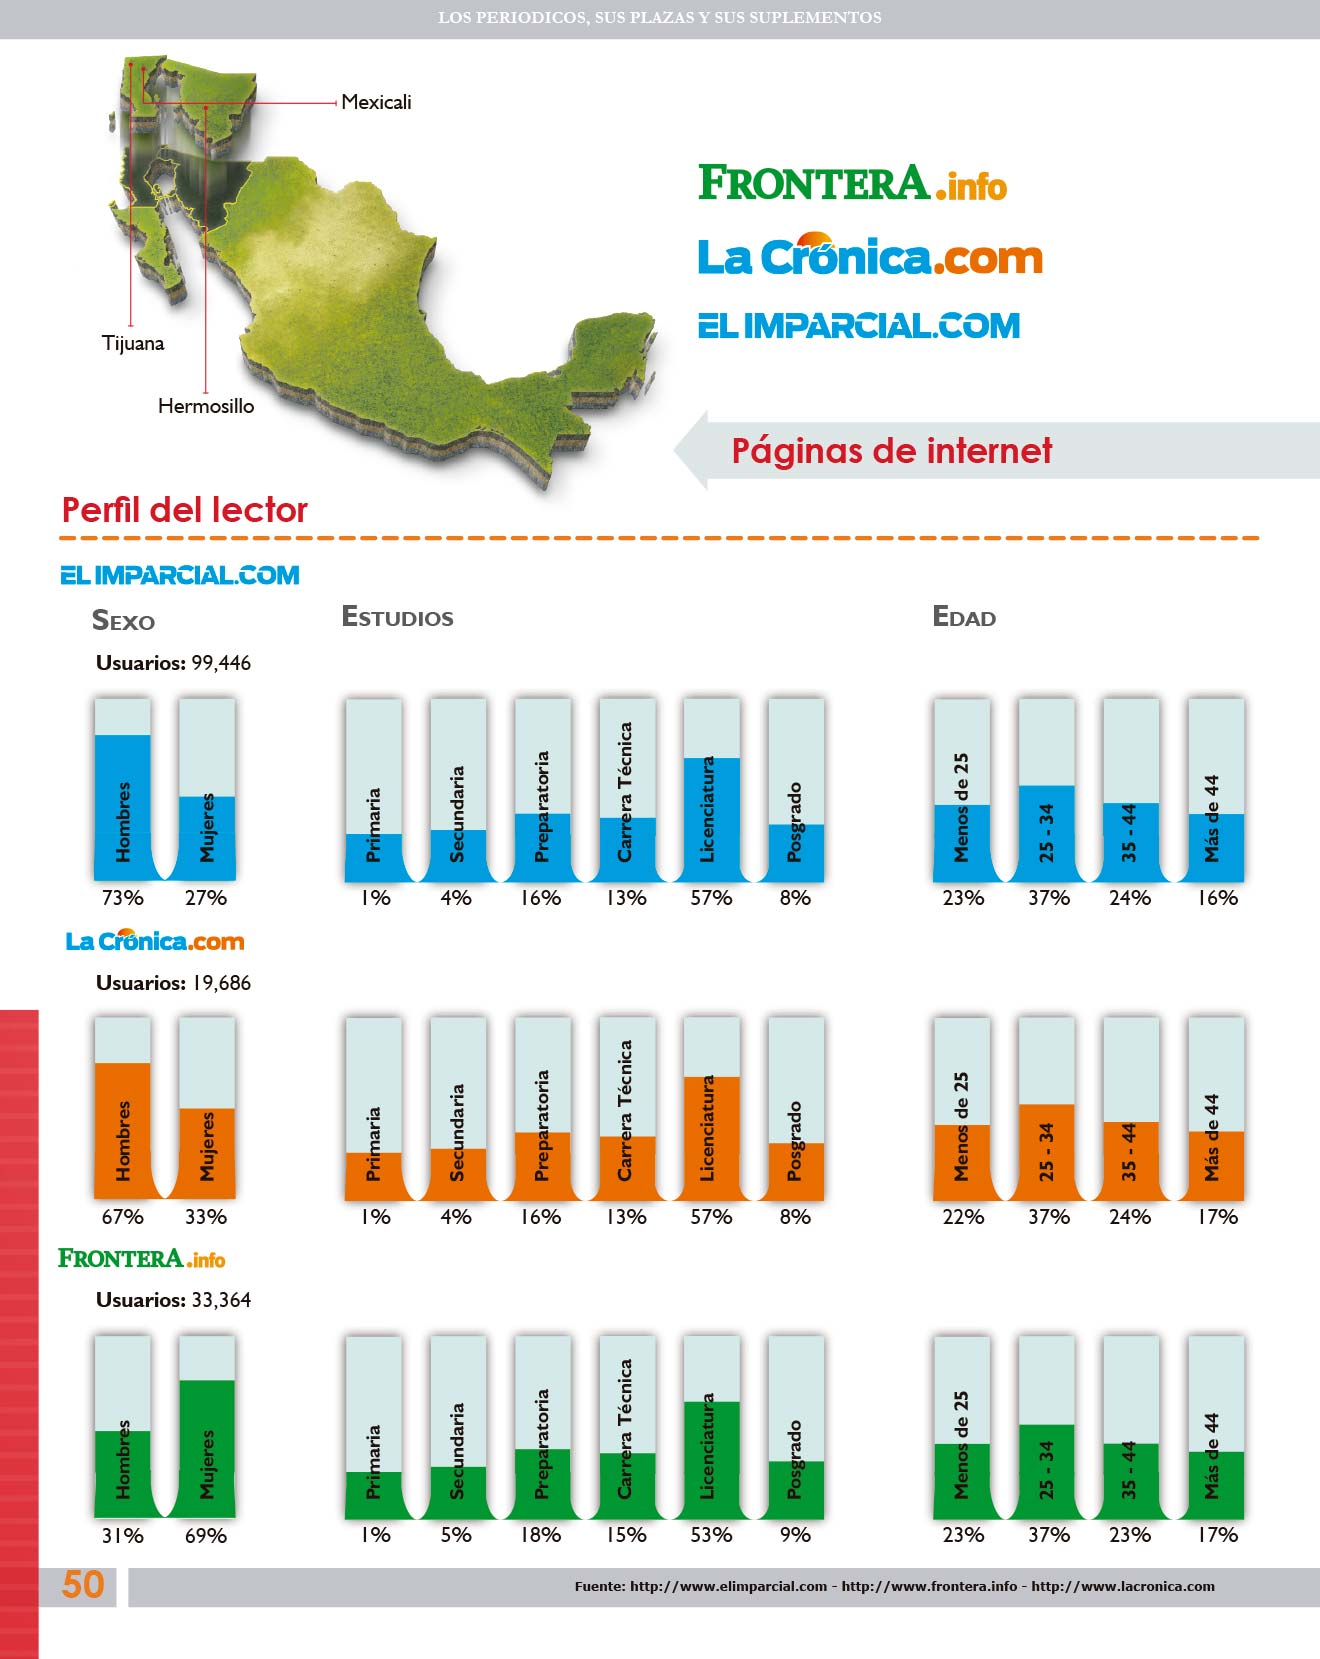 LOS PERIODICOS, SUS PLAZAS Y SUS SUPLEMENTOS
Mexicali
Tijuana
Hermosillo
FRONTERA.info
La Crónica.com
EL IMPARCIAL.COM
Páginas de internet
Perfil del lector
EL IMPARCIAL.COM
SEXO
ESTUDIOS
EDAD
Usuarios: 99,446
Hombres
Mujeres
Primaria
Secundaria
Preparatoria
Carrera Técnica
Licenciatura
Posgrado
Menos de 25
25 - 34
35 - 44
Más de 44
73% 27% 1% 4% 16% 13% 57% 8% 23% 37% 24% 16%
La Crónica.com
Usuarios: 19,686
Hombres
Mujeres
Primaria
Secundaria
Preparatoria
Carrera Técnica
Licenciatura
Posgrado
Menos de 25
25 - 34
35 - 44
Más de 44
67% 33% 1% 4% 16% 13% 57% 8% 22% 37% 24% 17%
FRONTERA.info
Usuarios: 33,364
Hombres
Mujeres
Primaria
Secundaria
Preparatoria
Carrera Técnica
Licenciatura
Posgrado
Menos de 25
25 - 34
35 - 44
Más de 44
31% 69% 1% 5% 18% 15% 53% 9% 23% 37% 23% 17%
50
Fuente: http://www.elimparcial.com - http://www.frontera.info - http://www.lacronica.com